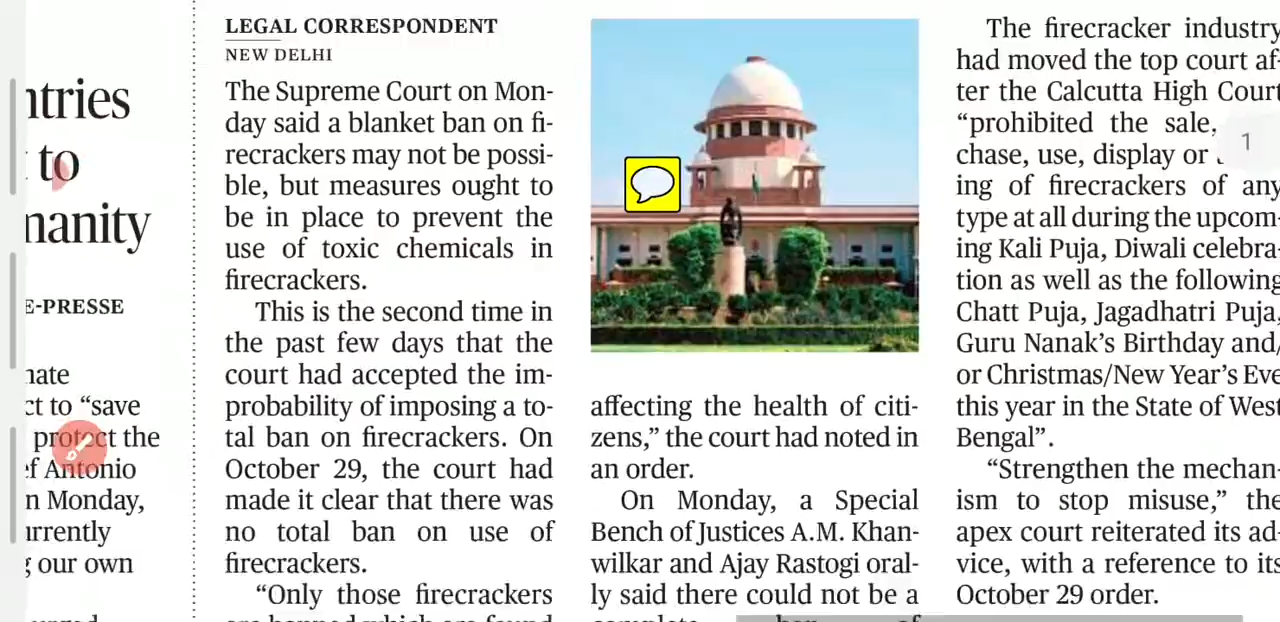 ntries
to
manity
E-PRESSE
nate
ct to “save
protect the
ef Antonio
n Monday,
urrently
g our own
LEGAL CORRESPONDENT
NEW DELHI
The Supreme Court on Mon-
day said a blanket ban on fi-
recrackers may not be possi-
ble, but measures ought to
be in place to prevent the
use of toxic chemicals in
firecrackers.
This is the second time in
the past few days that the
court had accepted the im-
probability of imposing a to-
tal ban on firecrackers. On
October 29, the court had
made it clear that there was
no total ban on use of
firecrackers.
“Only those firecrackers
are banned which are found
affecting the health of citi-
zens,” the court had noted in
an order.
On Monday, a Special
Bench of Justices A.M. Khan-
wilkar and Ajay Rastogi oral-
ly said there could not be a
complete ban of
The firecracker industry
had moved the top court af-
ter the Calcutta High Court
“prohibited the sale,
chase, use, display or
ing of firecrackers of any
type at all during the upcom-
ing Kali Puja, Diwali celebra-
tion as well as the following
Chatt Puja, Jagadhatri Puja,
Guru Nanak’s Birthday and/
or Christmas/New Year’s Eve
this year in the State of West
Bengal”.
“Strengthen the mechan-
ism to stop misuse,” the
apex court reiterated its ad-
vice, with a reference to its
October 29 order.
1